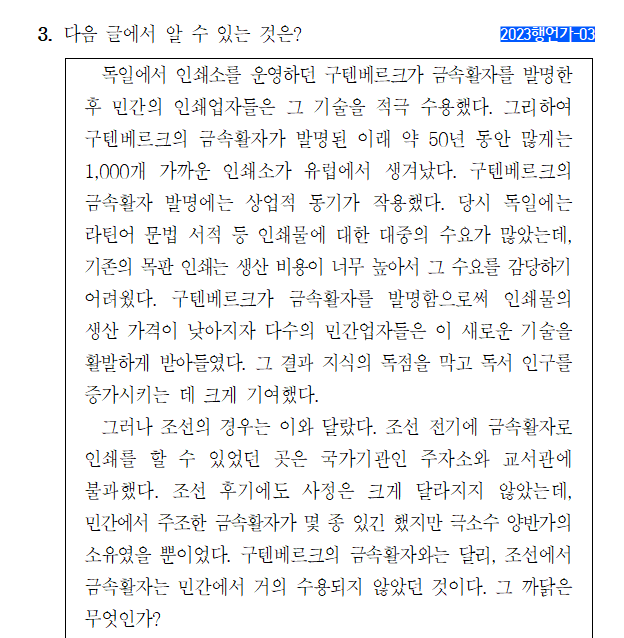 3. 다음 글에서 알 수 있는 것은?
2023행언가-03
독일에서 인쇄소를 운영하던 구텐베르크가 금속활자를 발명한
후 민간의 인쇄업자들은 그 기술을 적극 수용했다. 그리하여
구텐베르크의 금속활자가 발명된 이래 약 50년 동안 많게는
1,000개 가까운 인쇄소가 유럽에서 생겨났다. 구텐베르크의
금속활자 발명에는 상업적 동기가 작용했다. 당시 독일에는
라틴어 문법 서적 등 인쇄물에 대한 대중의 수요가 많았는데,
기존의 목판 인쇄는 생산 비용이 너무 높아서 그 수요를 감당하기
어려웠다. 구텐베르크가 금속활자를 발명함으로써 인쇄물의
생산 가격이 낮아지자 다수의 민간업자들은 이 새로운 기술을
활발하게 받아들였다. 그 결과 지식의 독점을 막고 독서 인구를
증가시키는 데 크게 기여했다.
그러나 조선의 경우는 이와 달랐다. 조선 전기에 금속활자로
인쇄를 할 수 있었던 곳은 국가기관인 주자소와 교서관에
불과했다. 조선 후기에도 사정은 크게 달라지지 않았는데,
민간에서 주조한 금속활자가 몇 종 있긴 했지만 극소수 양반가의
소유였을 뿐이었다. 구텐베르크의 금속활자와는 달리, 조선에서
금속활자는 민간에서 거의 수용되지 않았던 것이다. 그 까닭은
무엇인가?